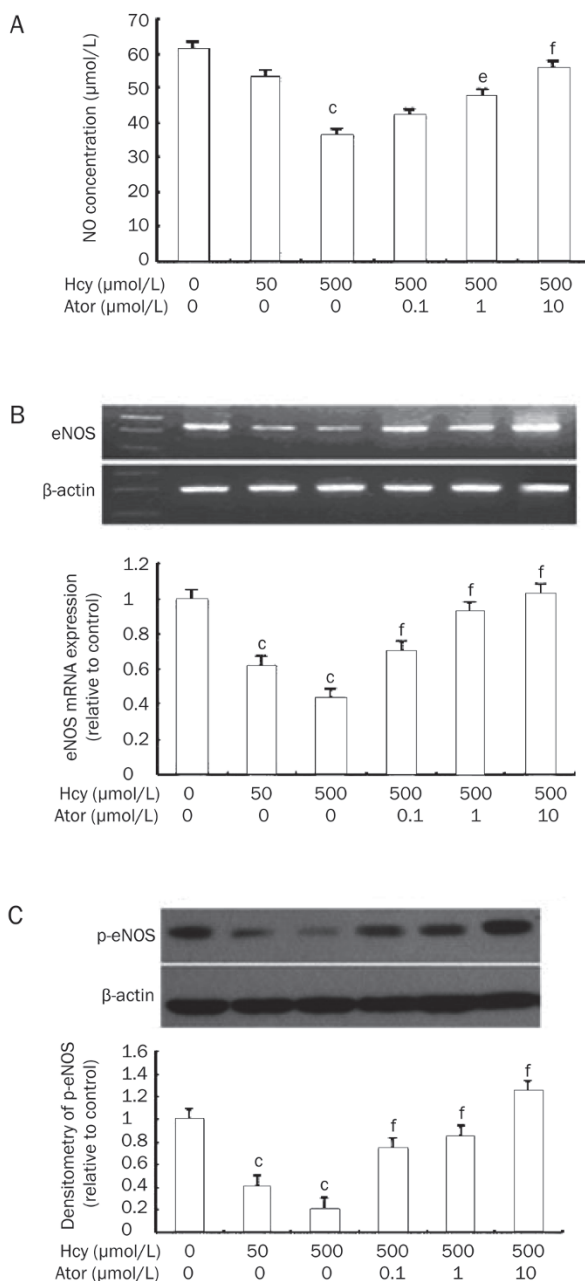 A
NO concentration (µmol/L)
70
60
50
40
30
20
10
0
c
e
f
Hcy (µmol/L) 0 50 500 500 500 500
Ator (µmol/L) 0 0 0 0.1 1 10
B
eNOS
β-actin
eNOS mRNA expression
(relative to control)
1.2
1
0.8
0.6
0.4
0.2
0
c
c
f
f
f
Hcy (µmol/L) 0 50 500 500 500 500
Ator (µmol/L) 0 0 0 0.1 1 10
C
p-eNOS
β-actin
Densitometry of p-eNOS
(relative to control)
1.6
1.4
1.2
1
0.8
0.6
0.4
0.2
0
c
c
f
f
f
Hcy (µmol/L) 0 50 500 500 500 500
Ator (µmol/L) 0 0 0 0.1 1 10